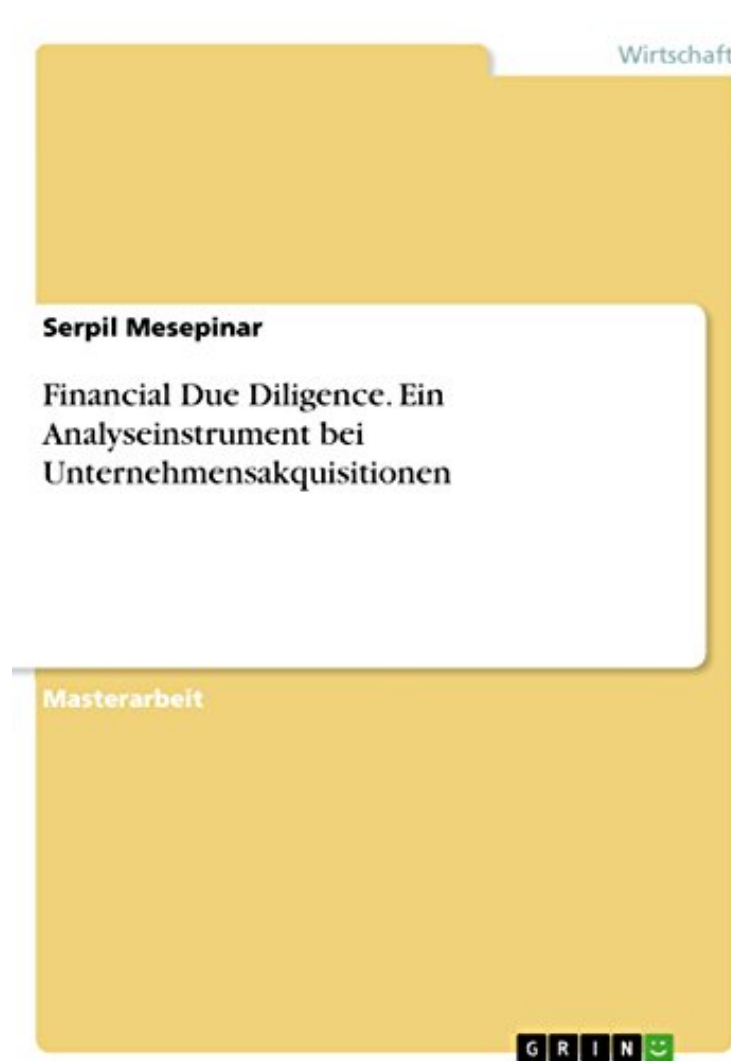 Wirtschaft
Serpil Mesepinar
Financial Due Diligence. Ein
Analyseinstrument bei
Unternehmensakquisitionen
Masterarbeit
GRIN